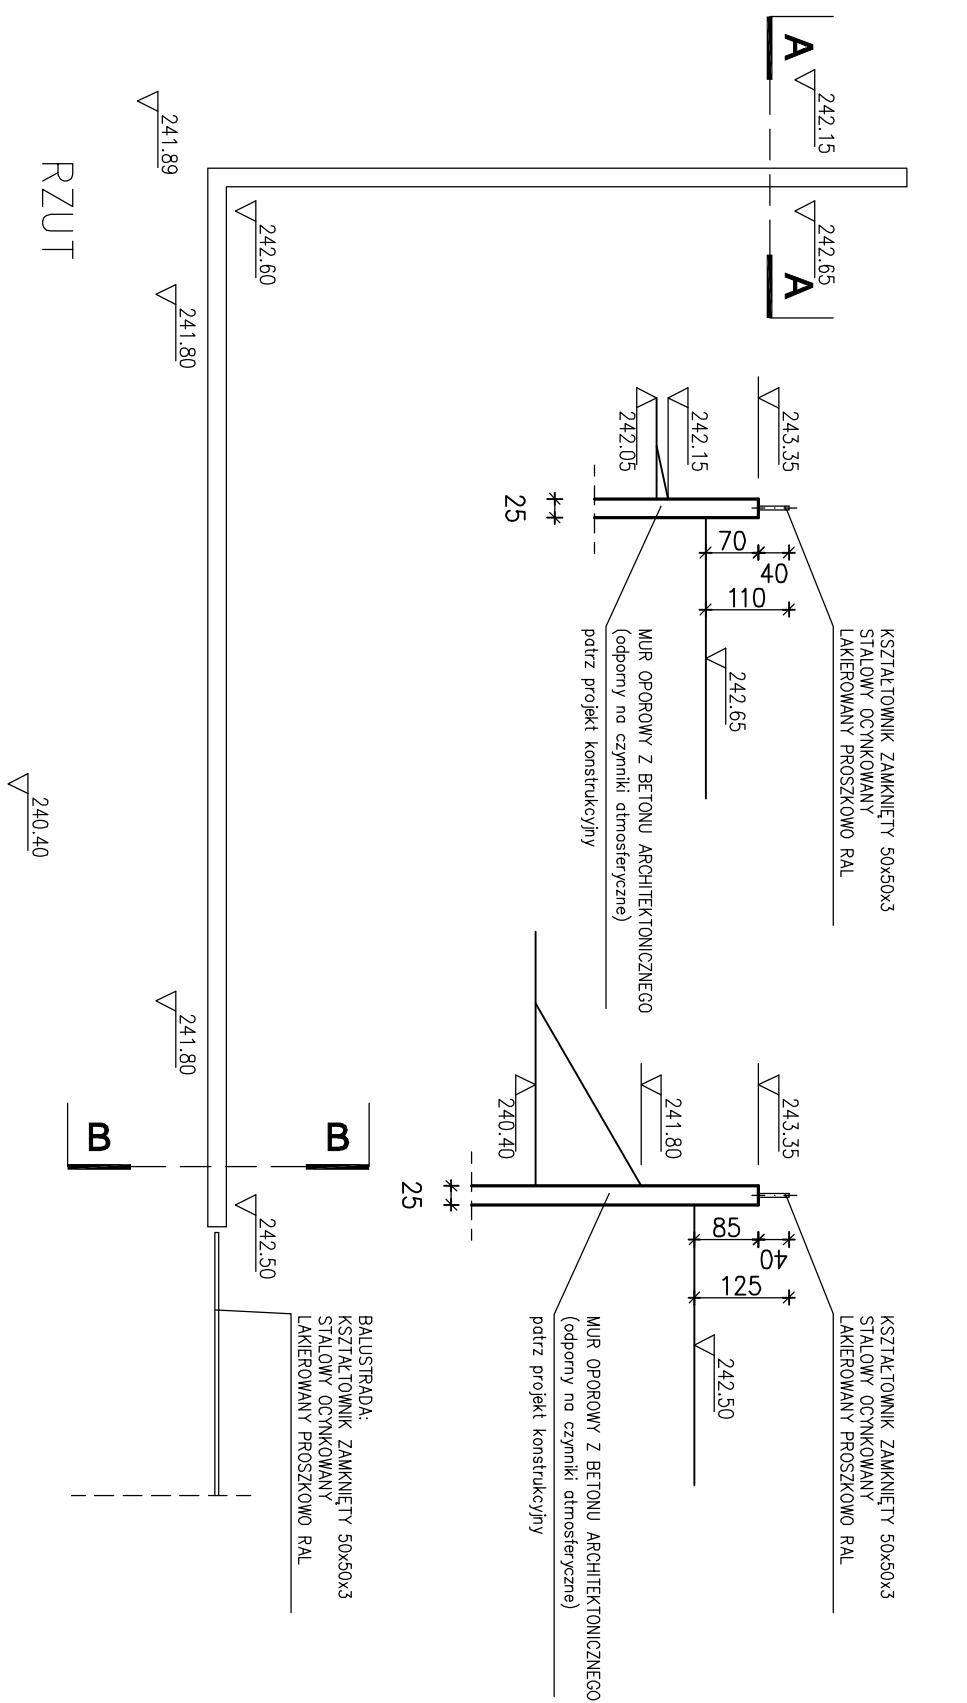 KSZTAŁTOWNIK ZAMKNIĘTY 50x50x3
STALOWY OCYNKOWANY
LAKIEROWANY PROSZKOWO RAL
243.35
242.15
242.05
40
70
110
242.65
25
MUR OPOROWY Z BETONU ARCHITEKTONICZNEGO
(odporny na czynniki atmosferyczne)
patrz projekt konstrukcyjny
KSZTAŁTOWNIK ZAMKNIĘTY 50x50x3
STALOWY OCYNKOWANY
LAKIEROWANY PROSZKOWO RAL
243.35
241.80
240.40
40
85
125
242.50
25
MUR OPOROWY Z BETONU ARCHITEKTONICZNEGO
(odporny na czynniki atmosferyczne)
patrz projekt konstrukcyjny
A
242.15
242.65
A
242.60
241.89
241.80
241.80
240.40
B
B
242.50
BALUSTRADA:
KSZTAŁTOWNIK ZAMKNIĘTY 50x50x3
STALOWY OCYNKOWANY
LAKIEROWANY PROSZKOWO RAL
RZUT